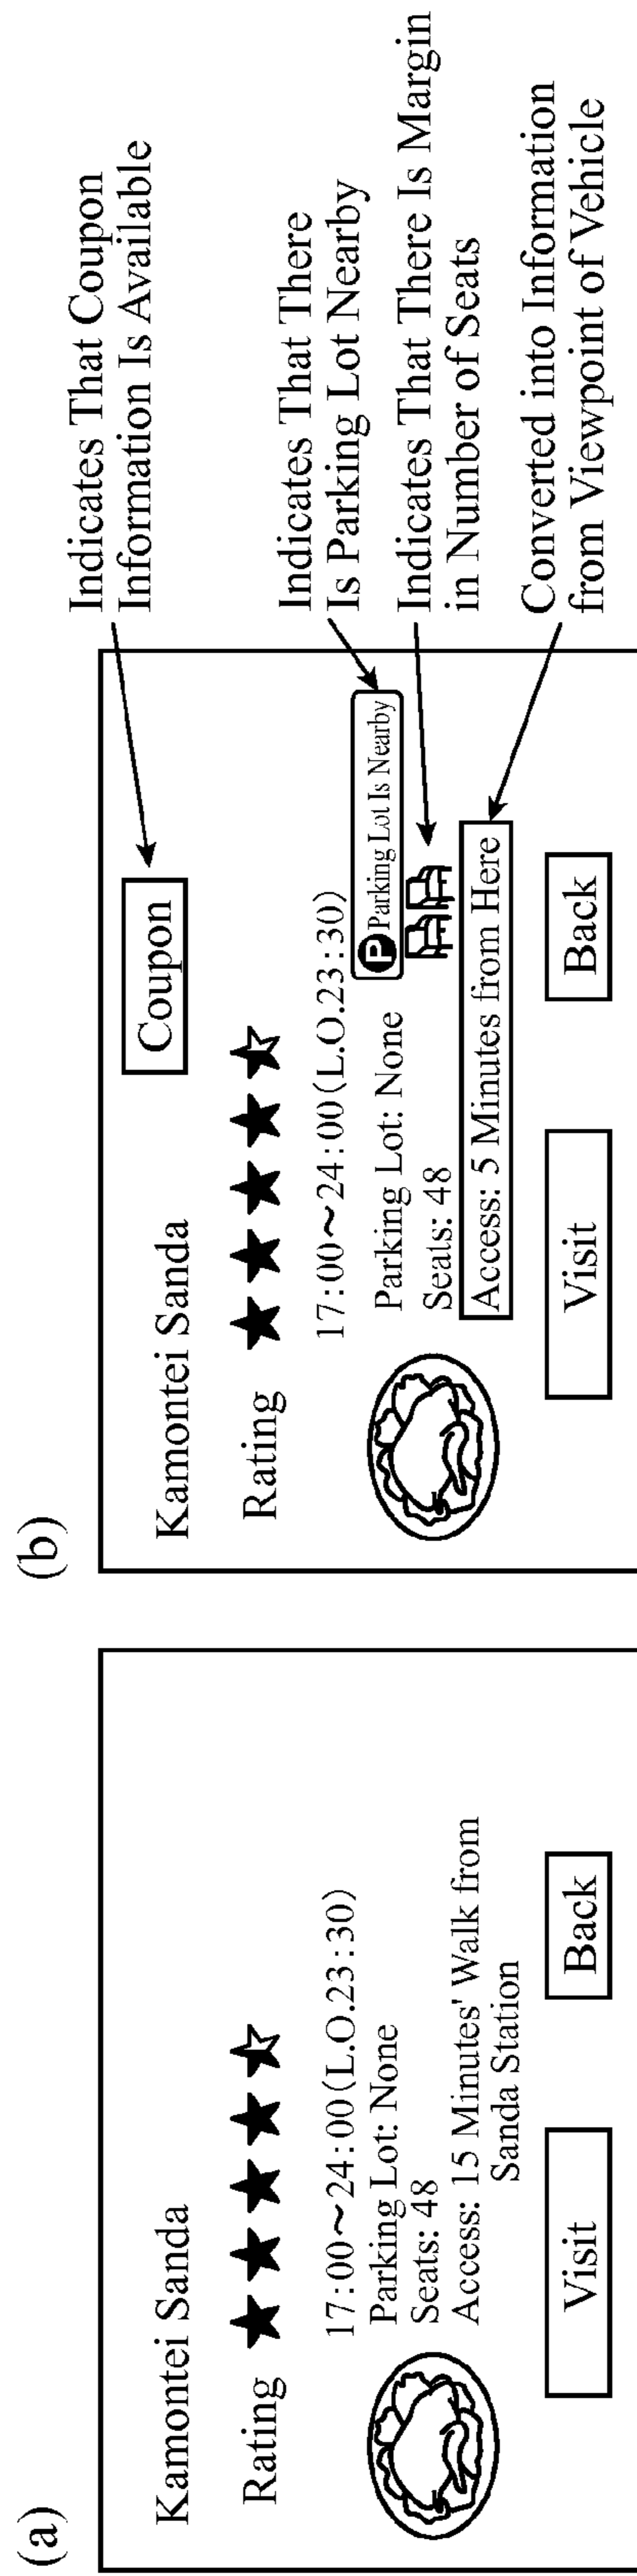 (a)
Kamontei Sanda
Rating
17:00~24:00(L.O.23:30)
Parking Lot: None
Seats: 48
Access: 15 Minutes' Walk from
Sanda Station
Visit
Back
(b)
Kamontei Sanda
Coupon
Rating
17:00~24:00(L.O.23:30)
Parking Lot: None
P Parking Lot Is Nearby
Seats: 48
Access: 5 Minutes from Here
Visit
Back
Indicates That Coupon
Information Is Available
Indicates That There
Is Parking Lot Nearby
Indicates That There Is Margin
in Number of Seats
Converted into Information
from Viewpoint of Vehicle